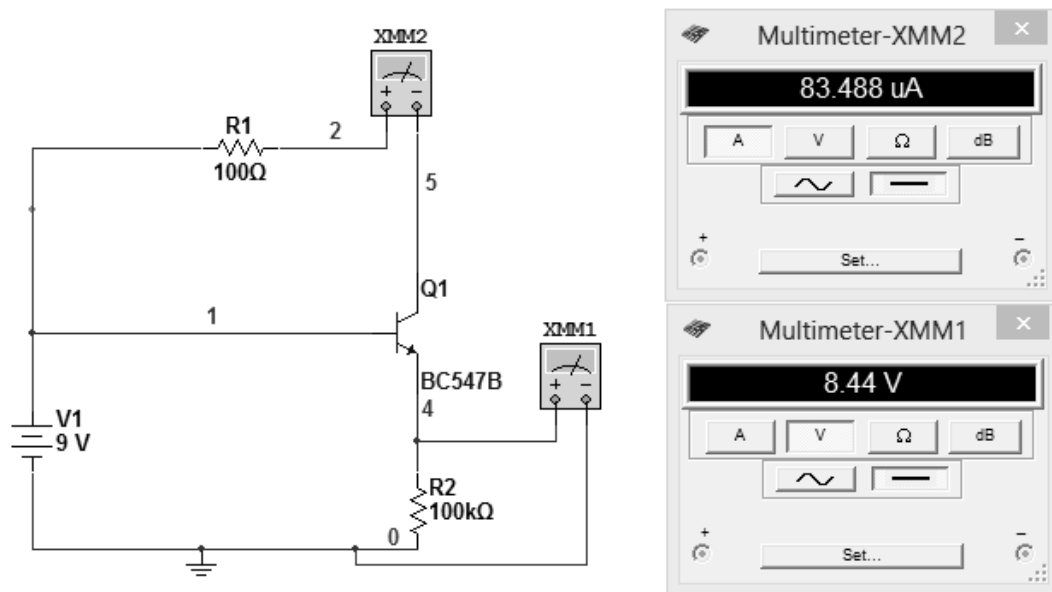 XMM2
+ −
R1
100Ω
2
5
Q1
1
XMM1
+ −
BC547B
4
V1
9 V
R2
100kΩ
0
Multimeter-XMM2
83.488 uA
A V Ω dB
+ −
Set...
Multimeter-XMM1
8.44 V
A V Ω dB
+ −
Set...